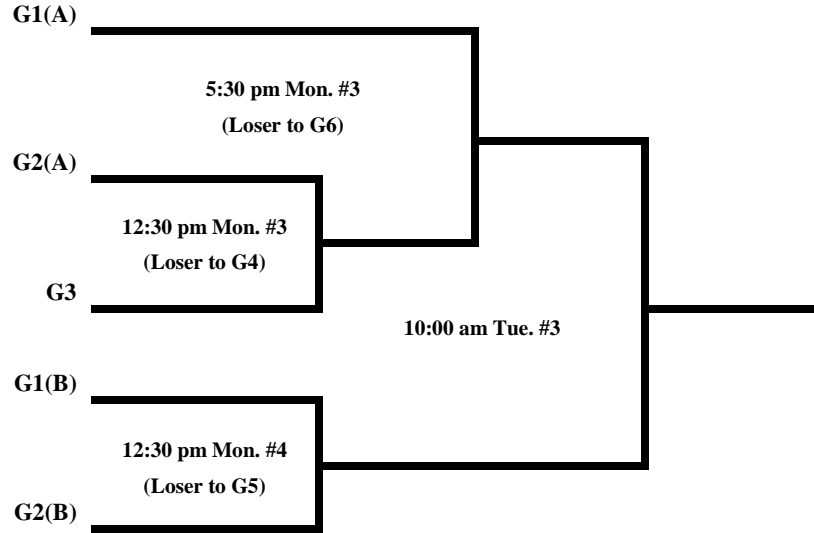 G1(A)
5:30 pm Mon. #3
(Loser to G6)
G2(A)
12:30 pm Mon. #3
(Loser to G4)
G3
10:00 am Tue. #3
G1(B)
12:30 pm Mon. #4
(Loser to G5)
G2(B)